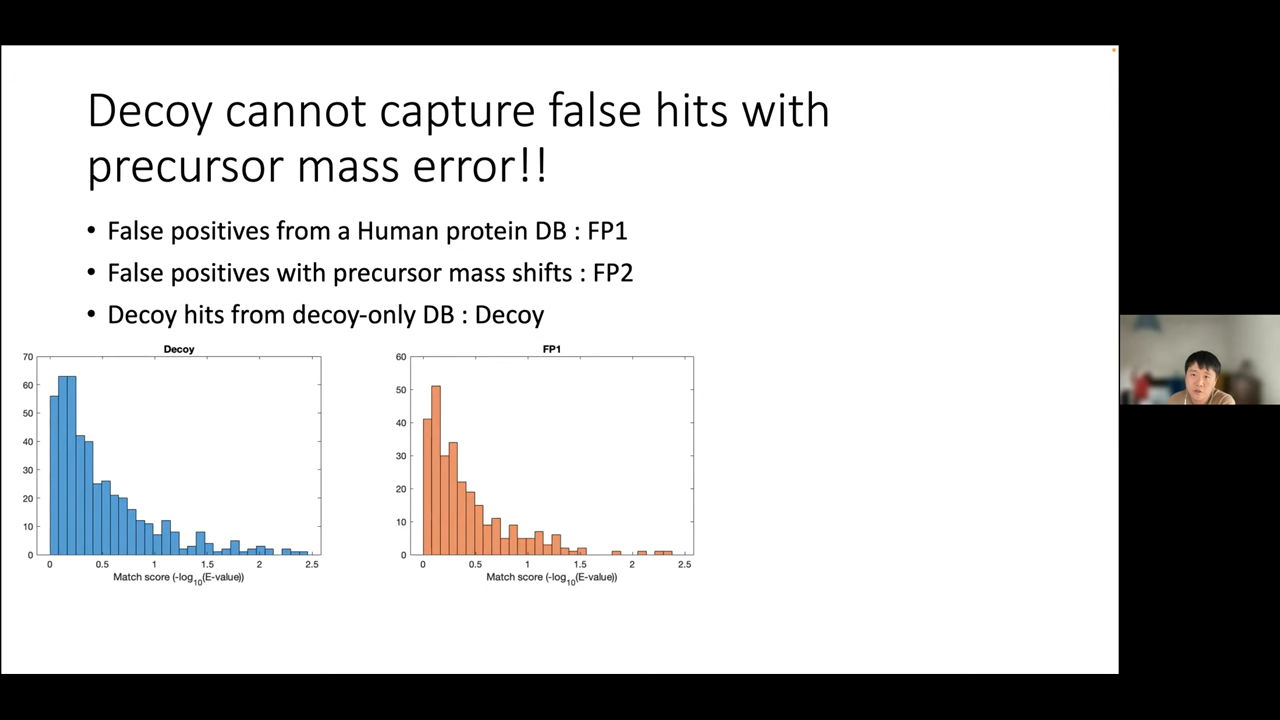 Decoy cannot capture false hits with
precursor mass error!!
• False positives from a Human protein DB : FP1
• False positives with precursor mass shifts : FP2
• Decoy hits from decoy-only DB : Decoy
Decoy
70
60
50
40
30
20
10
0
0 0.5 1 1.5 2 2.5
Match score (-log10(E-value))
FP1
60
50
40
30
20
10
0
0 0.5 1 1.5 2 2.5
Match score (-log10(E-value))